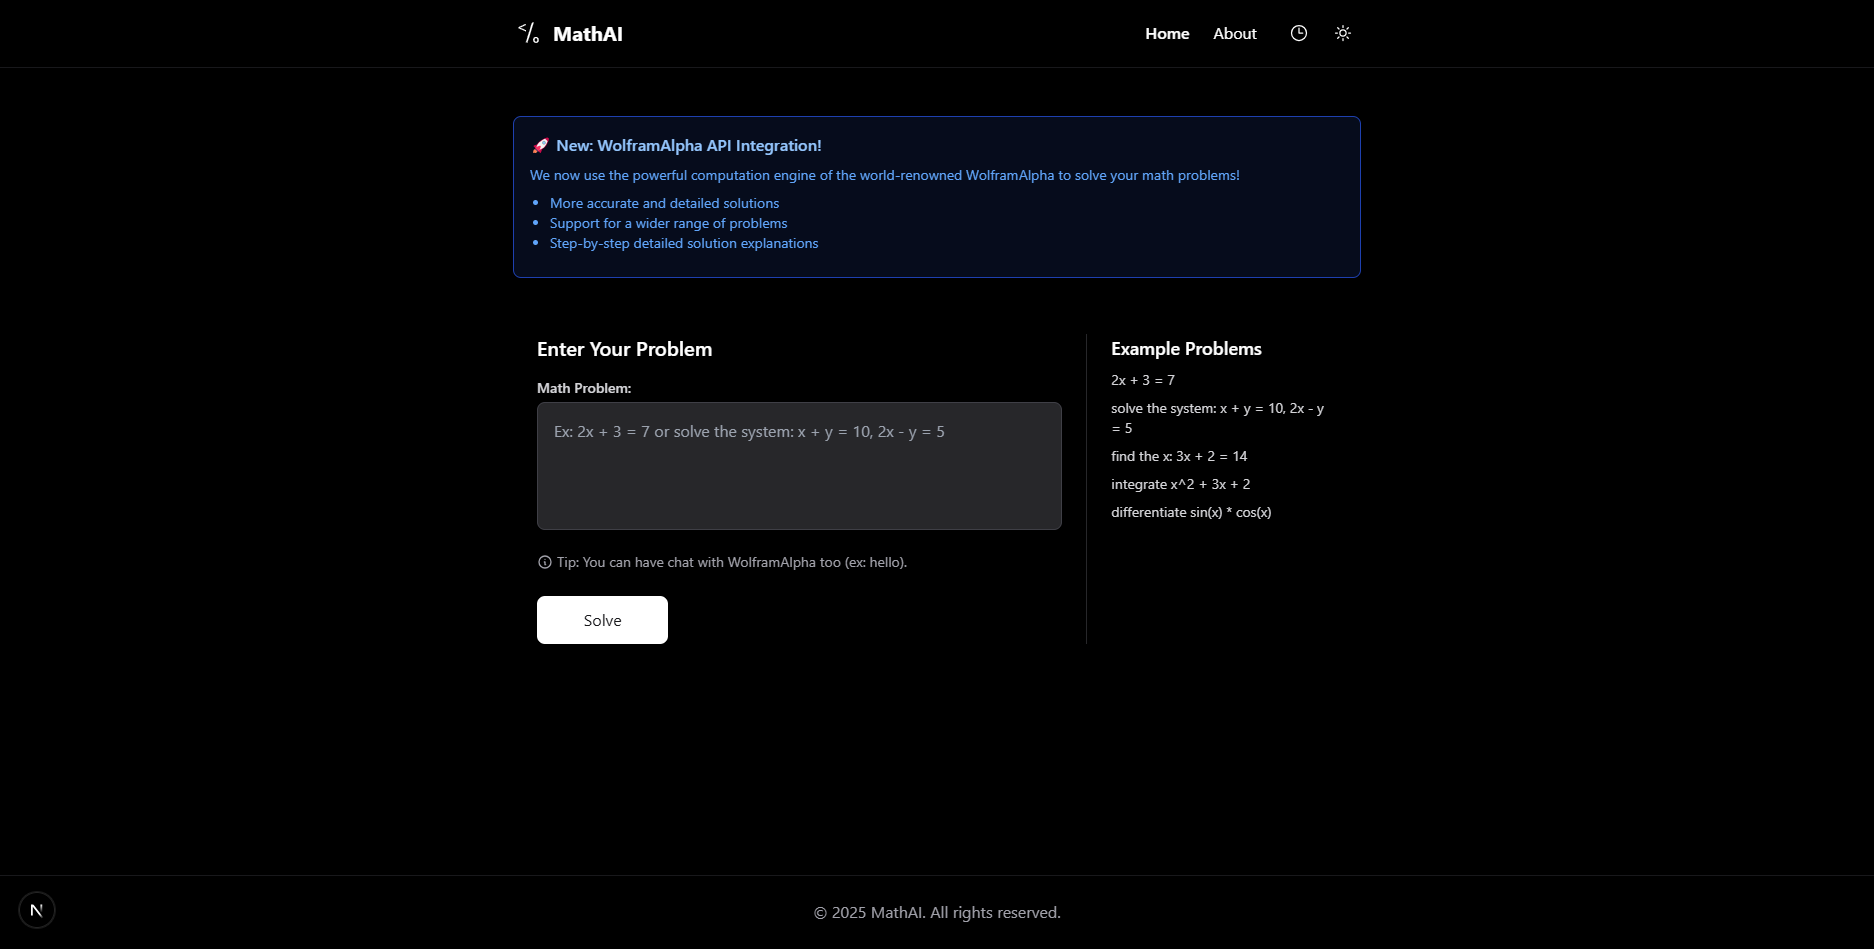 MathAI
Home
About
🚀 New: WolframAlpha API Integration!
We now use the powerful computation engine of the world-renowned WolframAlpha to solve your math problems!
• More accurate and detailed solutions
• Support for a wider range of problems
• Step-by-step detailed solution explanations
Enter Your Problem
Math Problem:
Ex: 2x + 3 = 7 or solve the system: x + y = 10, 2x - y = 5
Tip: You can have chat with WolframAlpha too (ex: hello).
Solve
Example Problems
2x + 3 = 7
solve the system: x + y = 10, 2x - y
= 5
find the x: 3x + 2 = 14
integrate x^2 + 3x + 2
differentiate sin(x) * cos(x)
N
© 2025 MathAI. All rights reserved.